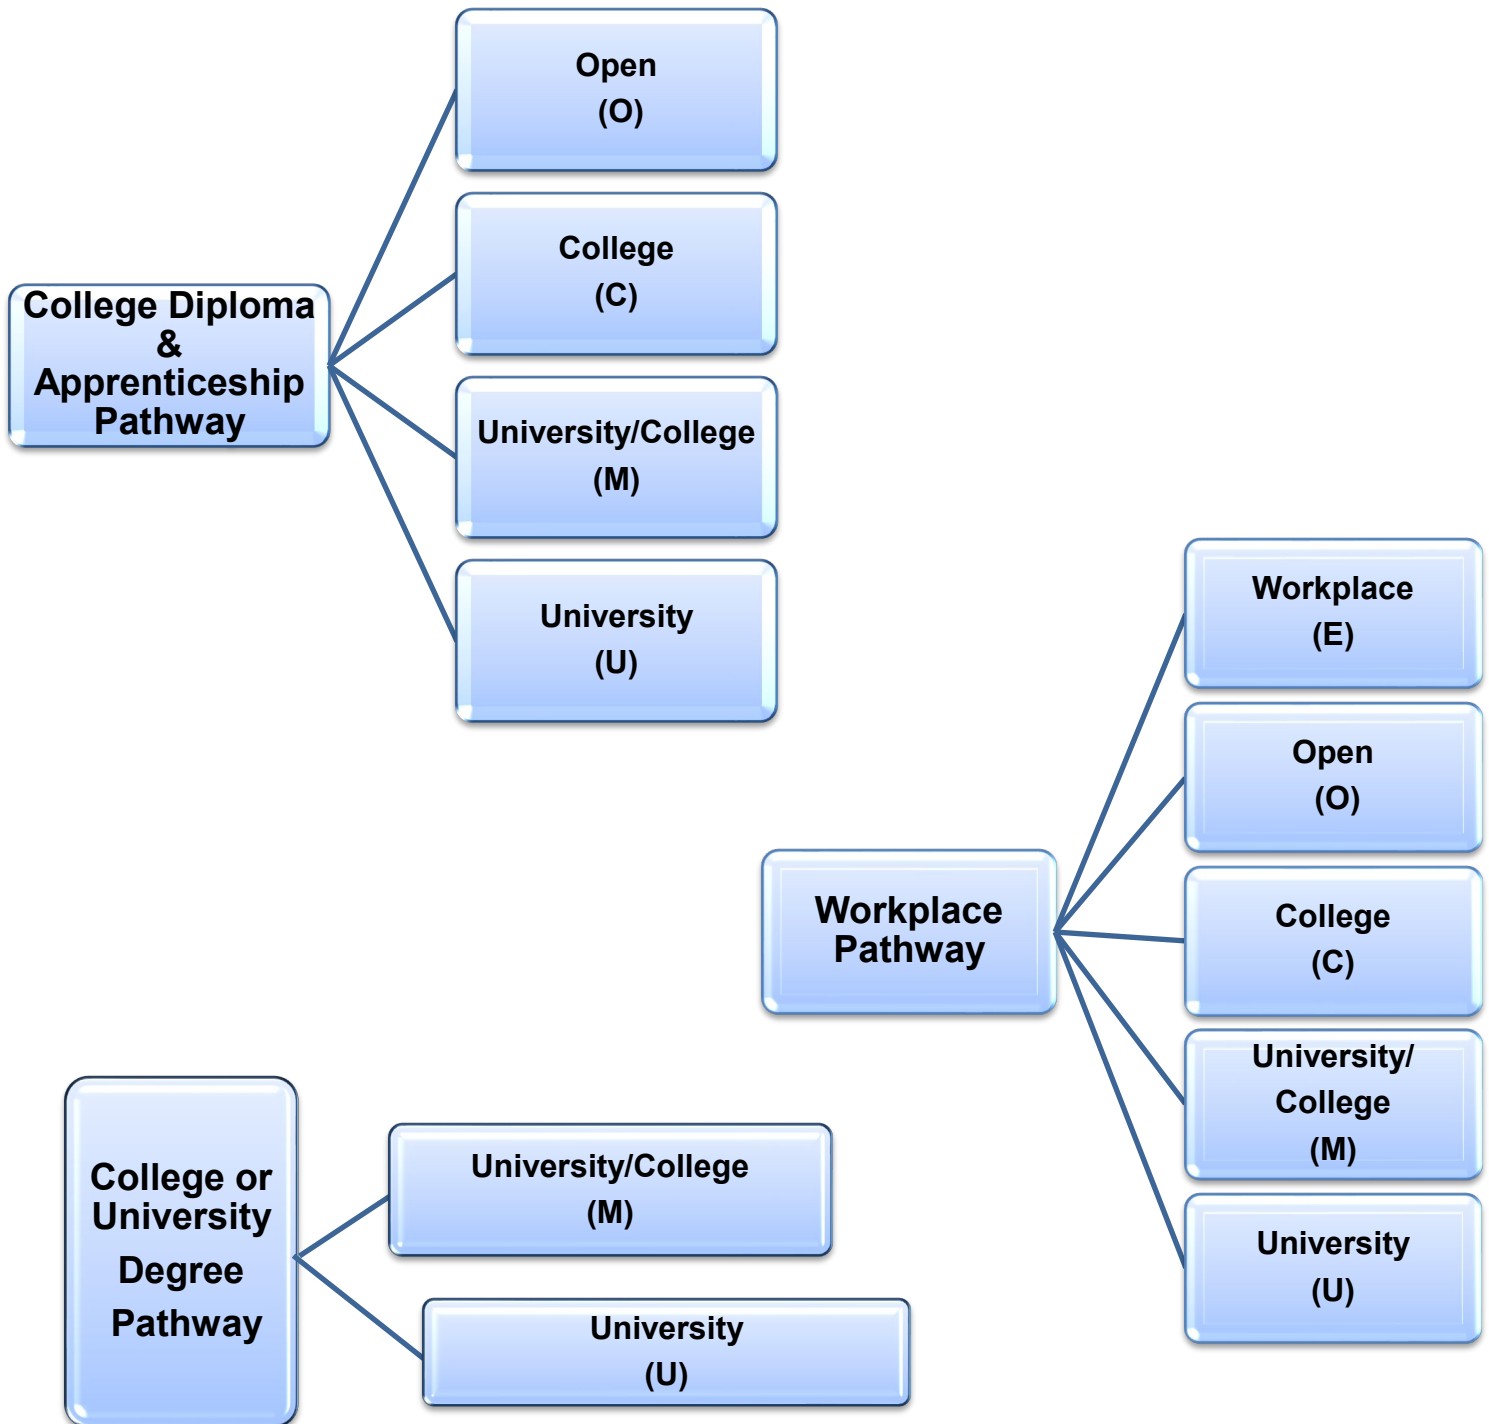 College Diploma
&
Apprenticeship
Pathway
Open
(O)
College
(C)
University/College
(M)
University
(U)
Workplace
Pathway
Workplace
(E)
Open
(O)
College
(C)
University/
College
(M)
University
(U)
College or
University
Degree
Pathway
University/College
(M)
University
(U)